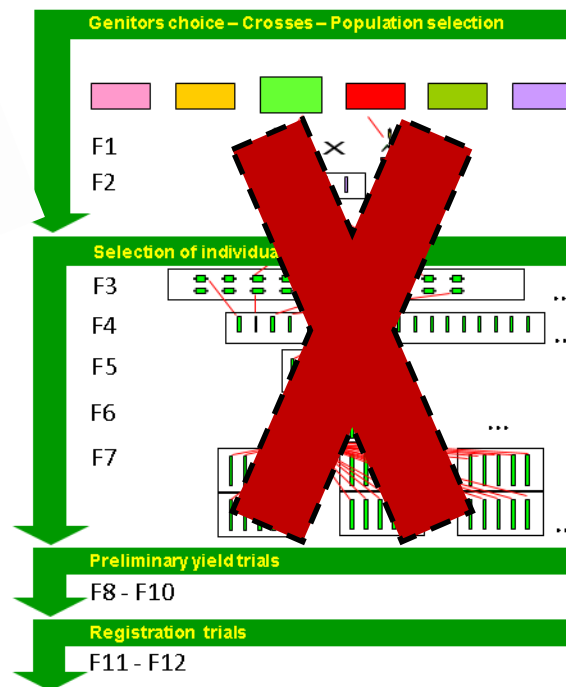 Genitors choice – Crosses – Population selection
F1
F2
Selection of individua
F3
...
F4
...
F5
F6
...
F7
...
Preliminary yield trials
F8 - F10
Registration trials
F11 - F12